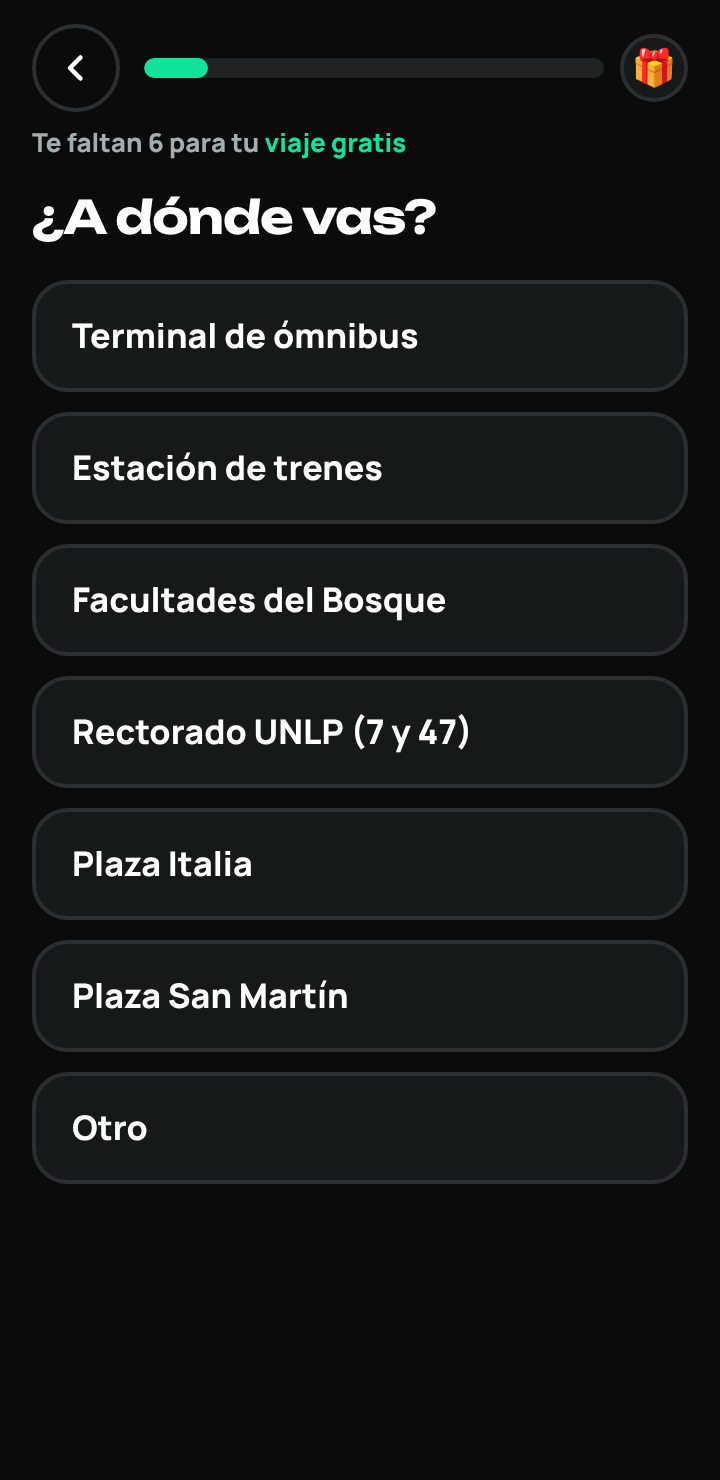 Te faltan 6 para tu viaje gratis
¿A dónde vas?
Terminal de ómnibus
Estación de trenes
Facultades del Bosque
Rectorado UNLP (7 y 47)
Plaza Italia
Plaza San Martín
Otro